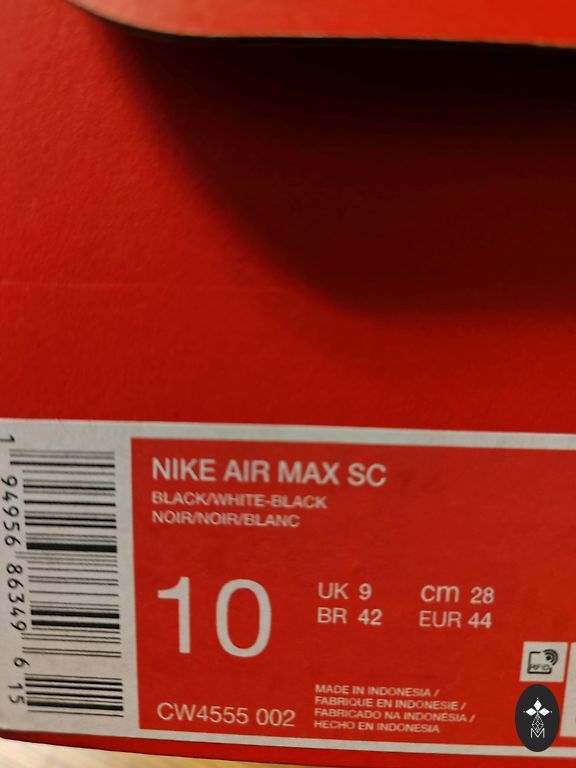 1 94956 86349 6 15
NIKE AIR MAX SC
BLACK/WHITE-BLACK
NOIR/NOIR/BLANC
10
UK 9 cm 28
BR 42 EUR 44
RFID
CW4555 002
MADE IN INDONESIA /
FABRIQUE EN INDONESIE /
FABRICADO NA INDONÉSIA /
HECHO EN INDONESIA
M